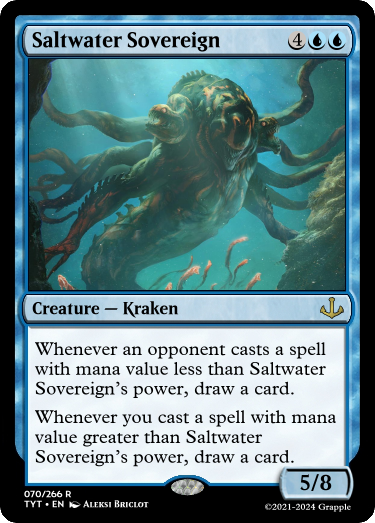 Saltwater Sovereign 4
Creature — Kraken
Whenever an opponent casts a spell
with mana value less than Saltwater
Sovereign's power, draw a card.
Whenever you cast a spell with mana
value greater than Saltwater
Sovereign's power, draw a card.
5/8
070/266 R
TYT • EN Aleksi Briclot
©2021-2024 Grapple